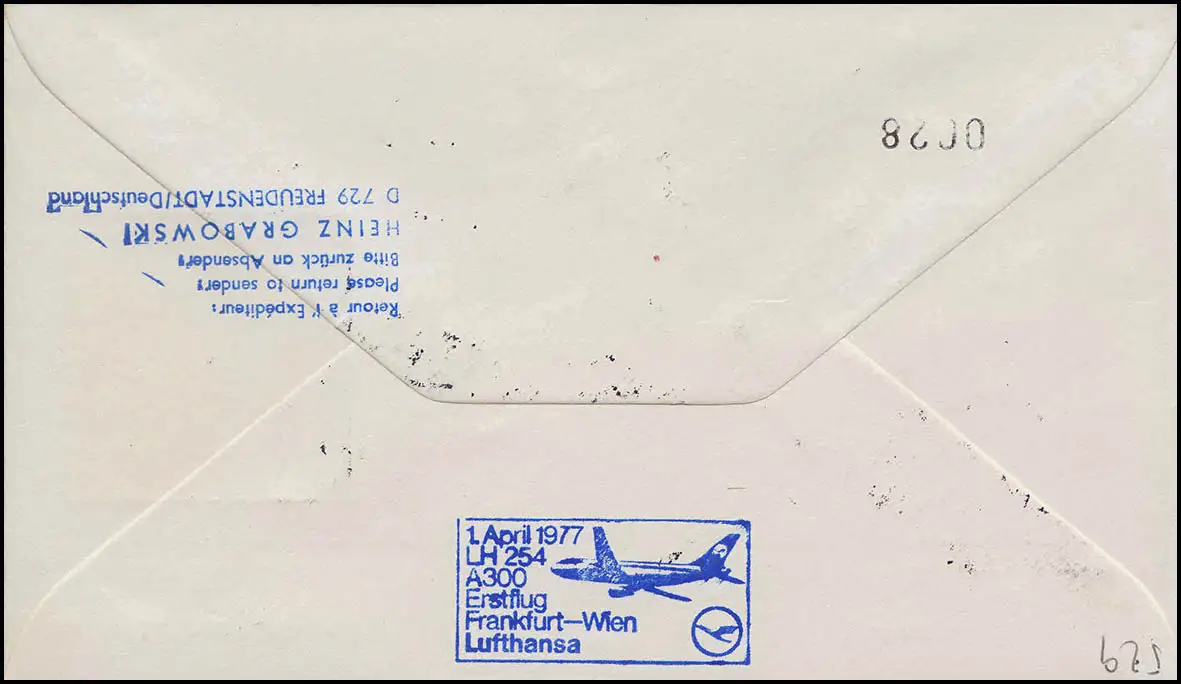 0028
Retour à l'Expéditeur:
Please return to sender:
Bitte zurück an Absender:
HEINZ GRABOWSKI
D 729 FREUDENSTADT/Deutschland
1. April 1977
LH 254
A300
Erstflug
Frankfurt–Wien
Lufthansa